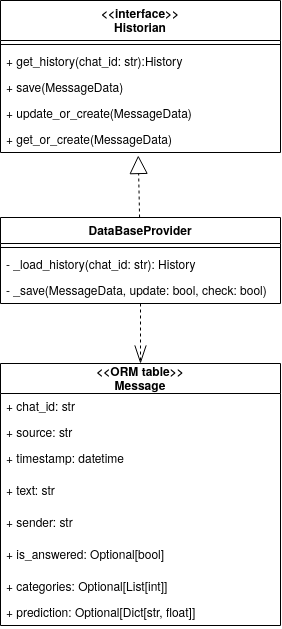 <<interface>>
Historian
+ get_history(chat_id: str):History
+ save(MessageData)
+ update_or_create(MessageData)
+ get_or_create(MessageData)
DataBaseProvider
- _load_history(chat_id: str): History
- _save(MessageData, update: bool, check: bool)
<<ORM table>>
Message
+ chat_id: str
+ source: str
+ timestamp: datetime
+ text: str
+ sender: str
+ is_answered: Optional[bool]
+ categories: Optional[List[int]]
+ prediction: Optional[Dict[str, float]]